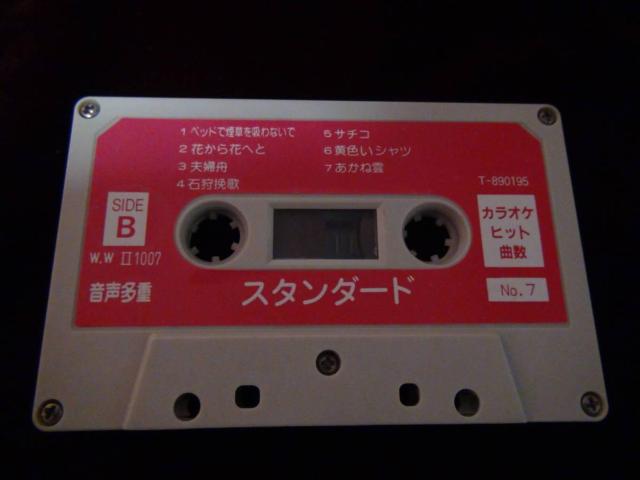 1 ベッドで煙草を吸わないで
2 花から花へと
3 夫婦舟
4 石狩挽歌
5 サチコ
6 黄色いシャツ
7 あかね雲
T-890195
SIDE
B
W.W II1007
音声多重
スタンダード
カラオケ
ヒット
曲数
No.7